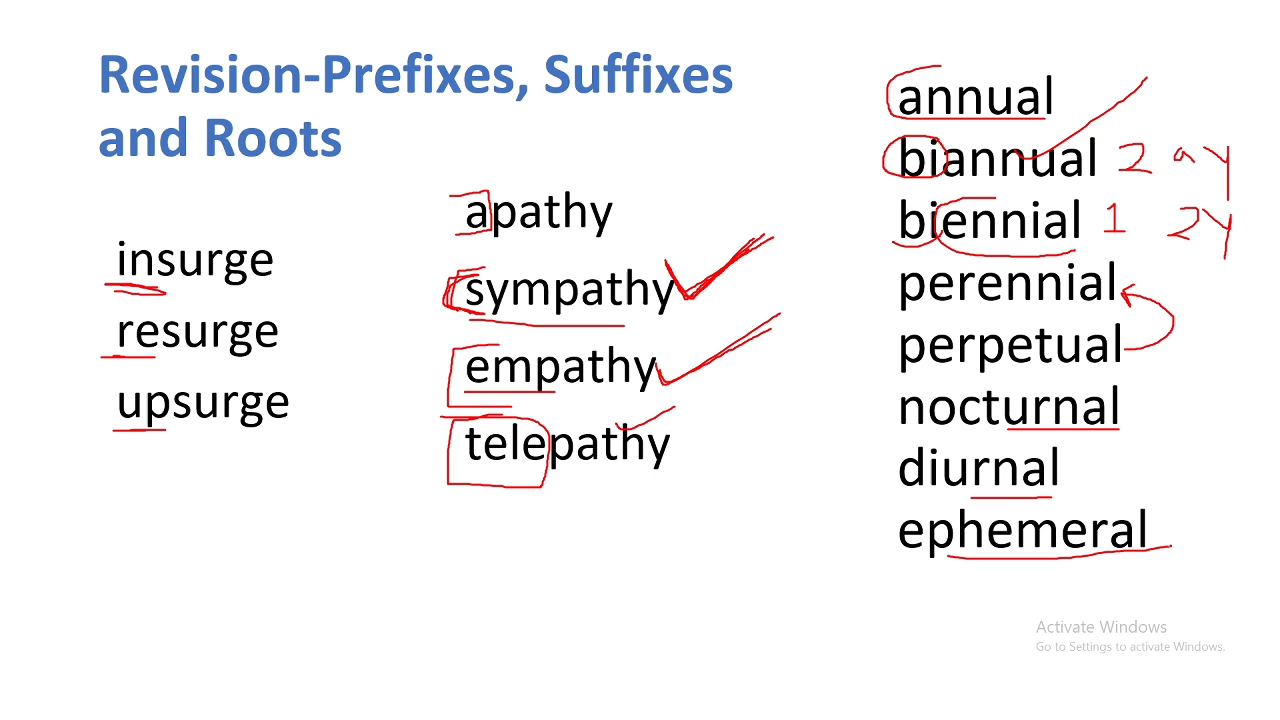 Revision-Prefixes, Suffixes
and Roots
insurge
resurge
upsurge
apathy
sympathy
empathy
telepathy
annual
biannual 2 a y
biennial 1 2y
perennial
perpetual
nocturnal
diurnal
ephemeral
Activate Windows
Go to Settings to activate Windows.